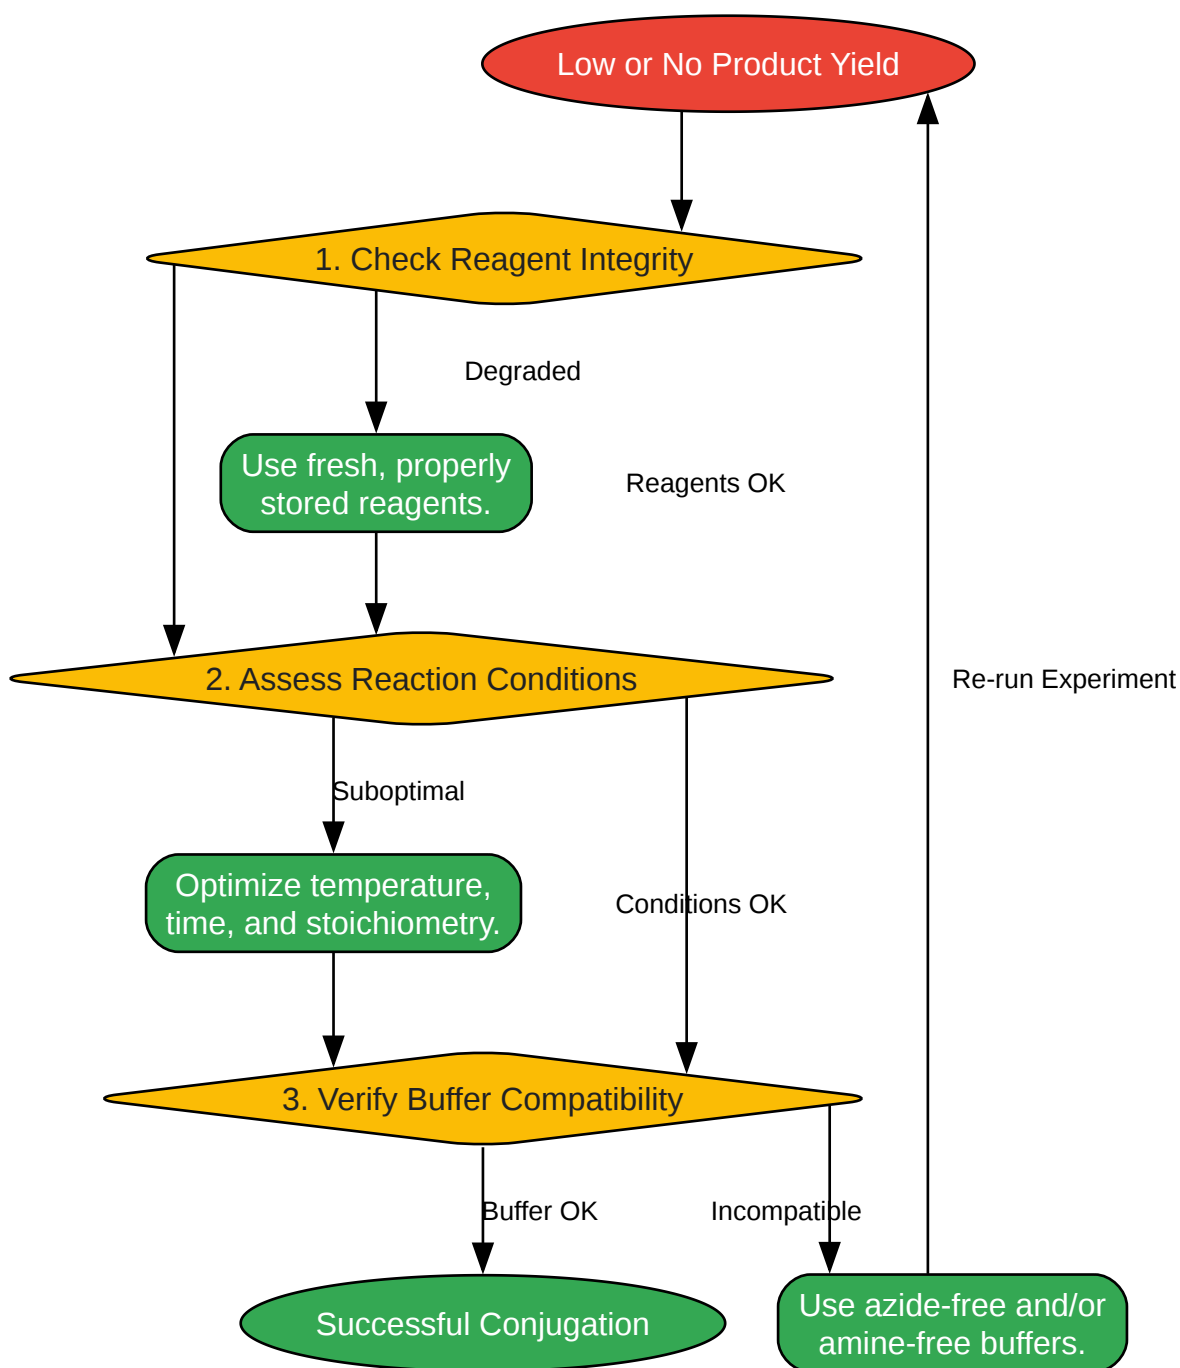 Low or No Product Yield
1. Check Reagent Integrity
Degraded
Use fresh, properly
stored reagents.
Reagents OK
2. Assess Reaction Conditions
Re-run Experiment
Suboptimal
Optimize temperature,
time, and stoichiometry.
Conditions OK
3. Verify Buffer Compatibility
Buffer OK
Incompatible
Successful Conjugation
Use azide-free and/or
amine-free buffers.